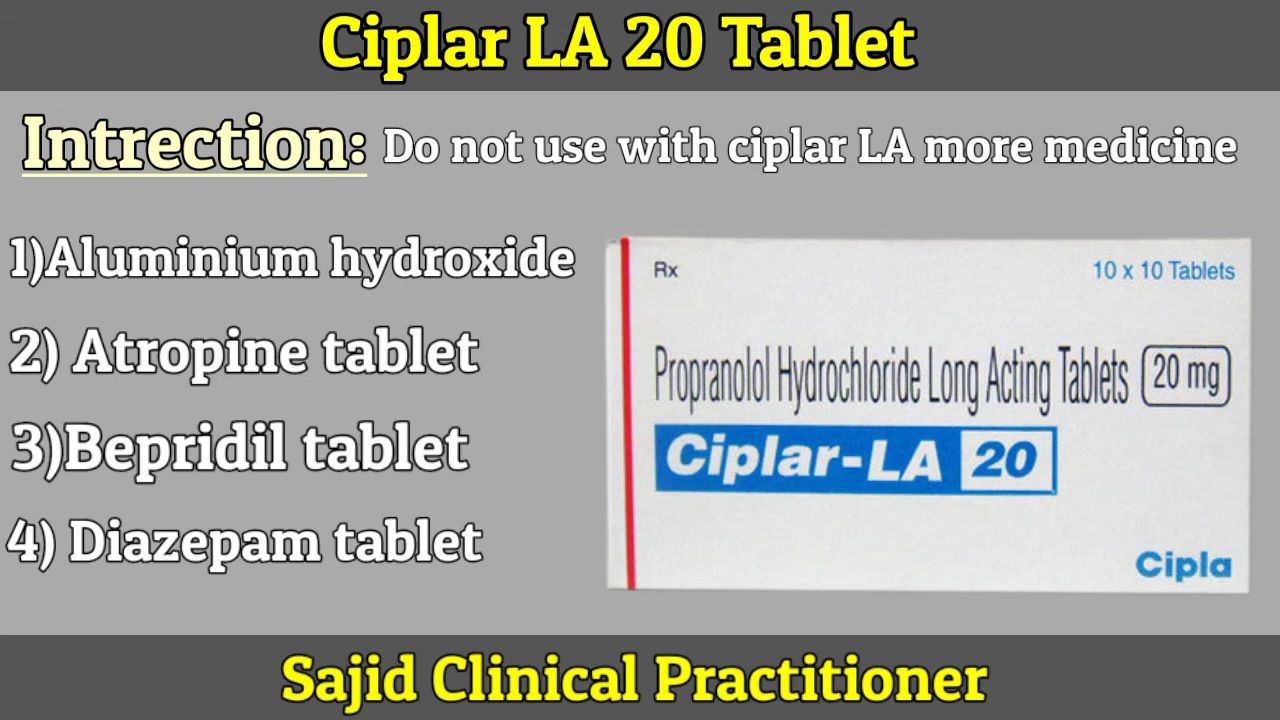 Ciplar LA 20 Tablet
Intrection: Do not use with ciplar LA more medicine
1)Aluminium hydroxide
2) Atropine tablet
3)Bepridil tablet
4) Diazepam tablet
Rx
10 x 10 Tablets
Propranolol Hydrochloride Long Acting Tablets 20 mg
Ciplar-LA 20
Cipla
Sajid Clinical Practitioner